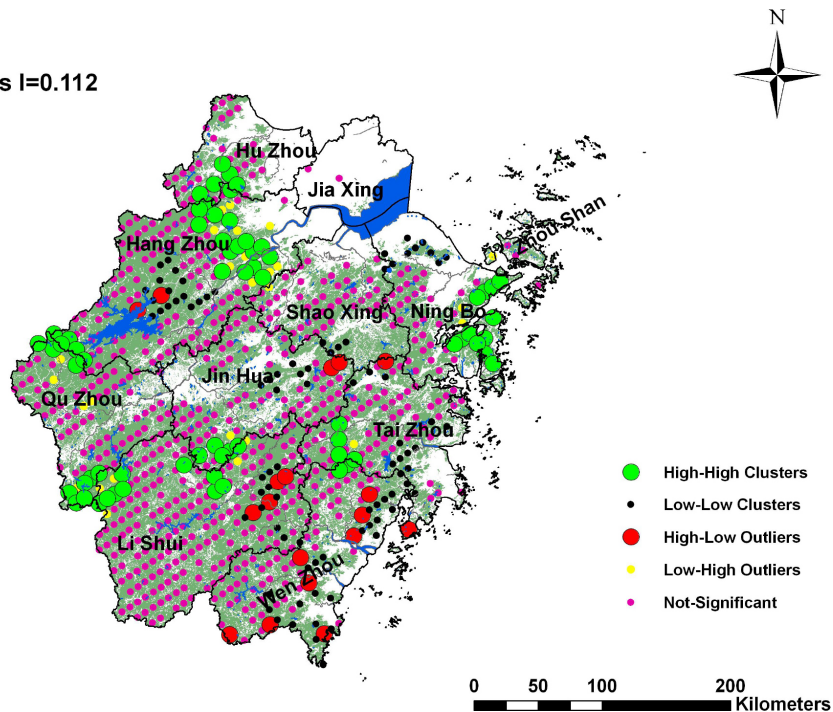 N
s I=0.112
Hu Zhou
Jia Xing
Zhou Shan
Hang Zhou
Shao Xing
Ning Bo
Jin Hua
Qu Zhou
Tai Zhou
Li Shui
Wen Zhou
High-High Clusters
Low-Low Clusters
High-Low Outliers
Low-High Outliers
Not-Significant
0 50 100 200
Kilometers